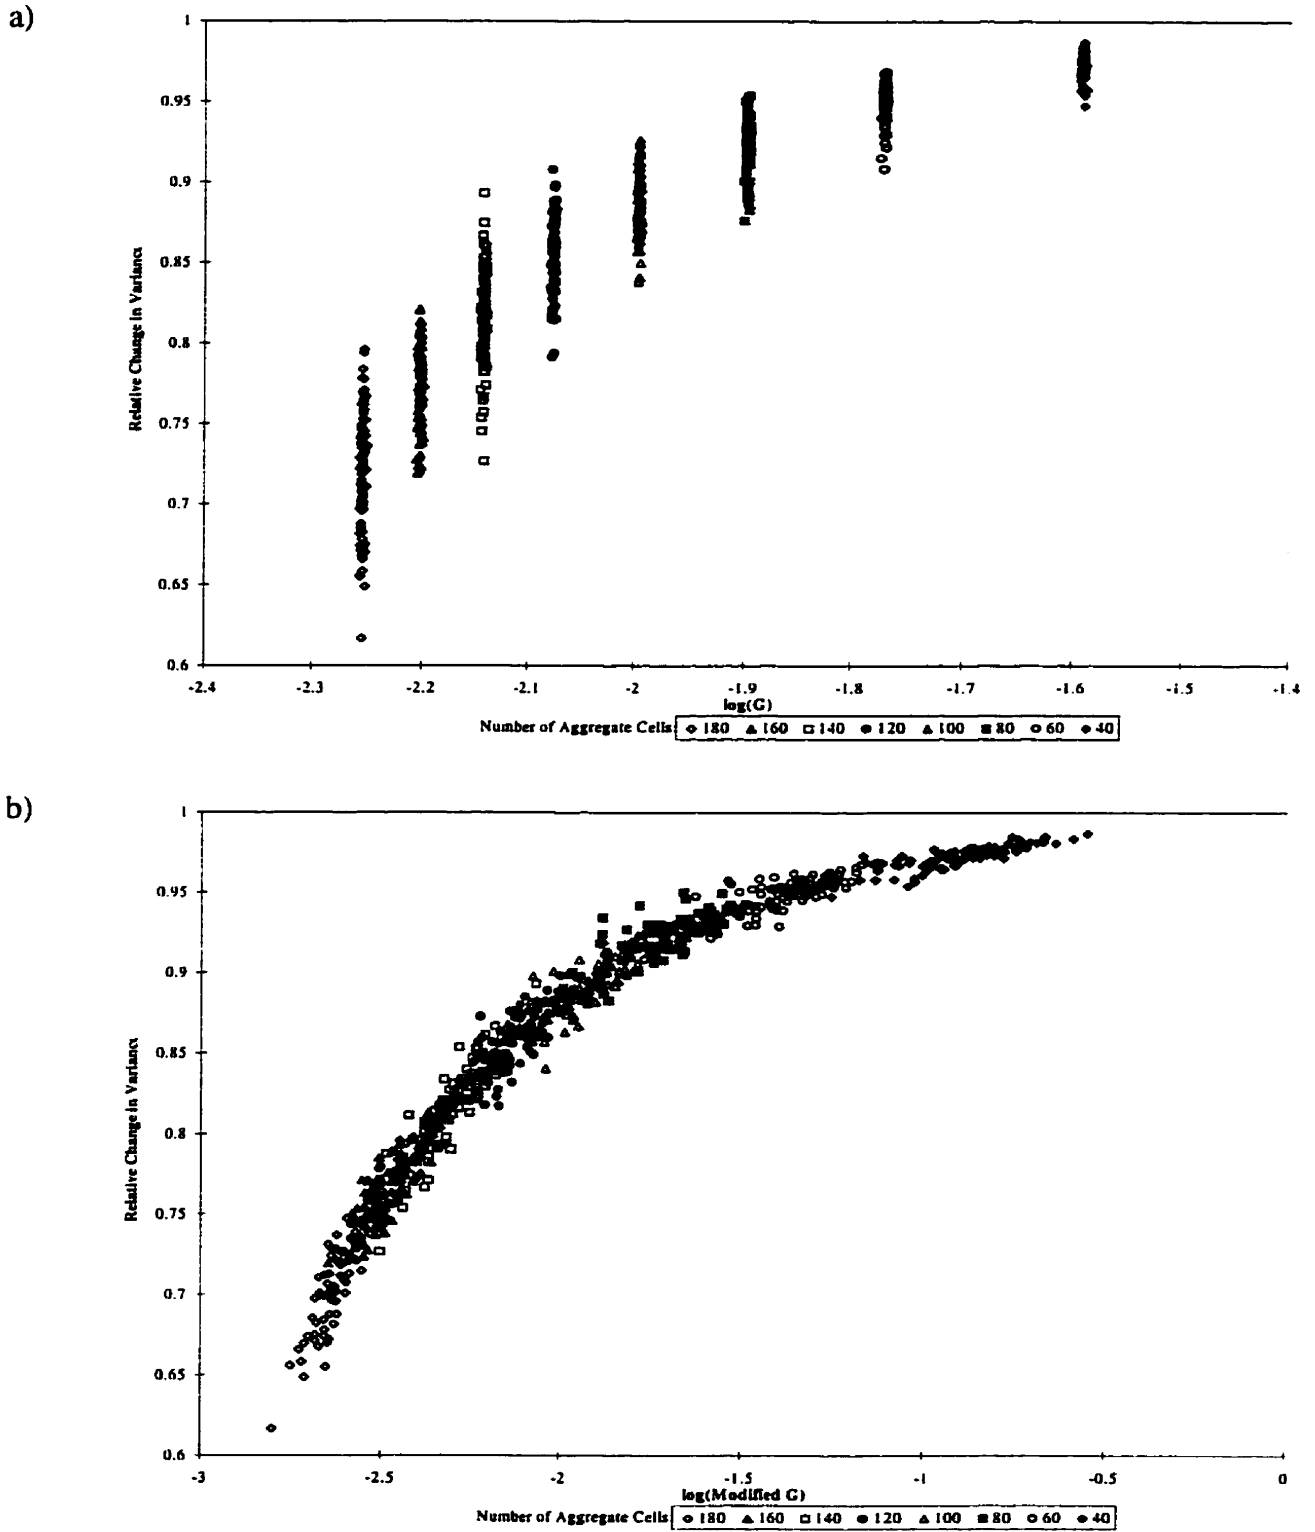 a)
1
0.95
0.9
0.85
0.8
0.75
0.7
0.65
0.6
Relative Change in Variance
-2.4 -2.3 -2.2 -2.1 -2 -1.9 -1.8 -1.7 -1.6 -1.5 -1.4
log(G)
Number of Aggregate Cells: 180 160 140 120 100 80 60 40
b)
1
0.95
0.9
0.85
0.8
0.75
0.7
0.65
0.6
Relative Change in Variance
-3 -2.5 -2 -1.5 -1 -0.5 0
log(Modified G)
Number of Aggregate Cells: 180 160 140 120 100 80 60 40